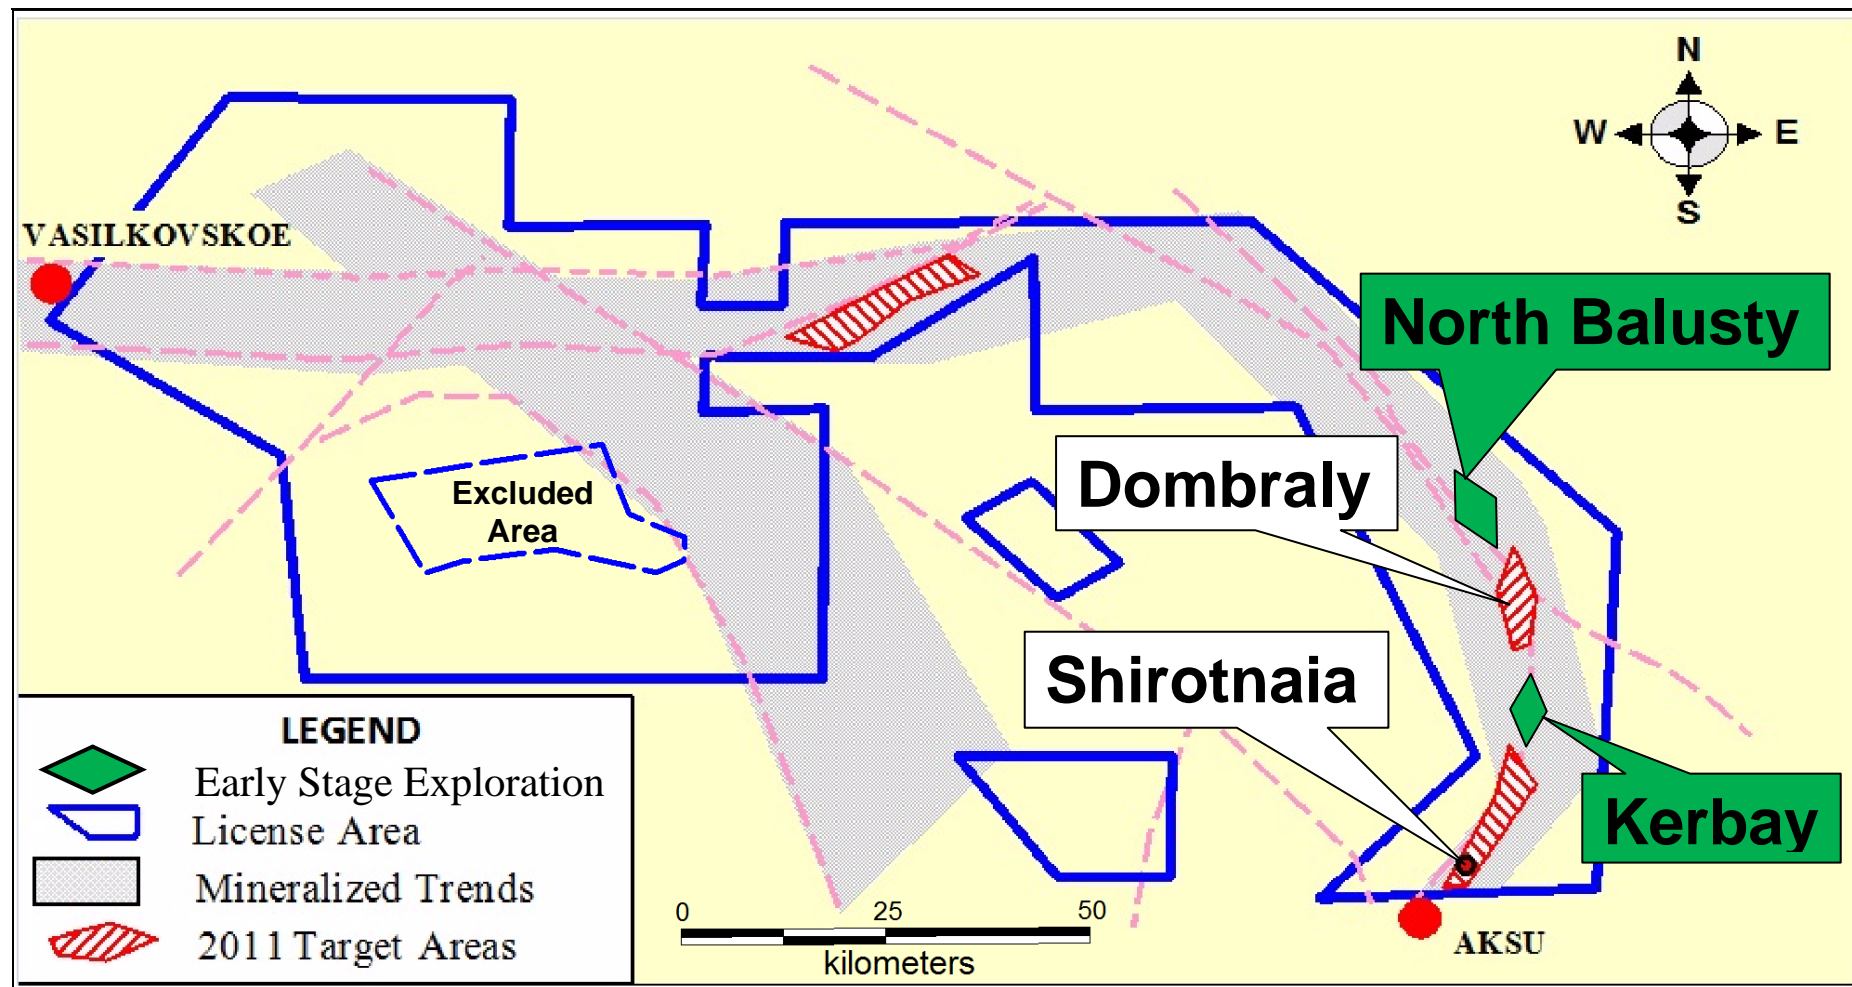 N
W E
S
VASILKOVSKOE
North Balusty
Dombraly
Excluded
Area
Shirotnaia
Kerbay
LEGEND
Early Stage Exploration
License Area
Mineralized Trends
2011 Target Areas
0 25 50
kilometers
AKSU